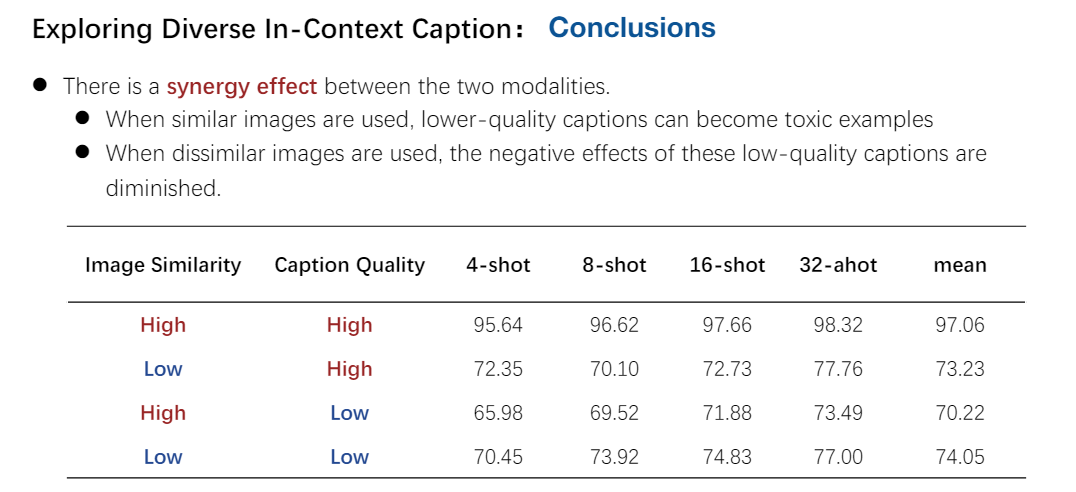 Exploring Diverse In-Context Caption： Conclusions
● There is a synergy effect between the two modalities.
● When similar images are used, lower-quality captions can become toxic examples
● When dissimilar images are used, the negative effects of these low-quality captions are
diminished.
Image Similarity Caption Quality 4-shot 8-shot 16-shot 32-ahot mean
High High 95.64 96.62 97.66 98.32 97.06
Low High 72.35 70.10 72.73 77.76 73.23
High Low 65.98 69.52 71.88 73.49 70.22
Low Low 70.45 73.92 74.83 77.00 74.05